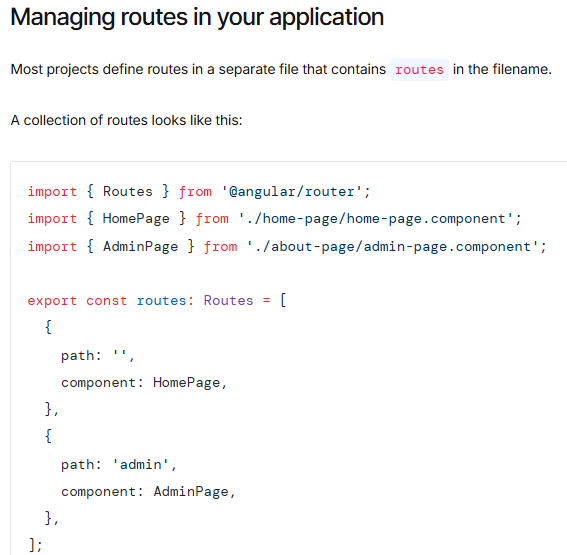 Managing routes in your application
Most projects define routes in a separate file that contains routes in the filename.
A collection of routes looks like this:
import { Routes } from '@angular/router';
import { HomePage } from './home-page/home-page.component';
import { AdminPage } from './about-page/admin-page.component';
export const routes: Routes = [
  {
    path: '',
    component: HomePage,
  },
  {
    path: 'admin',
    component: AdminPage,
  },
];